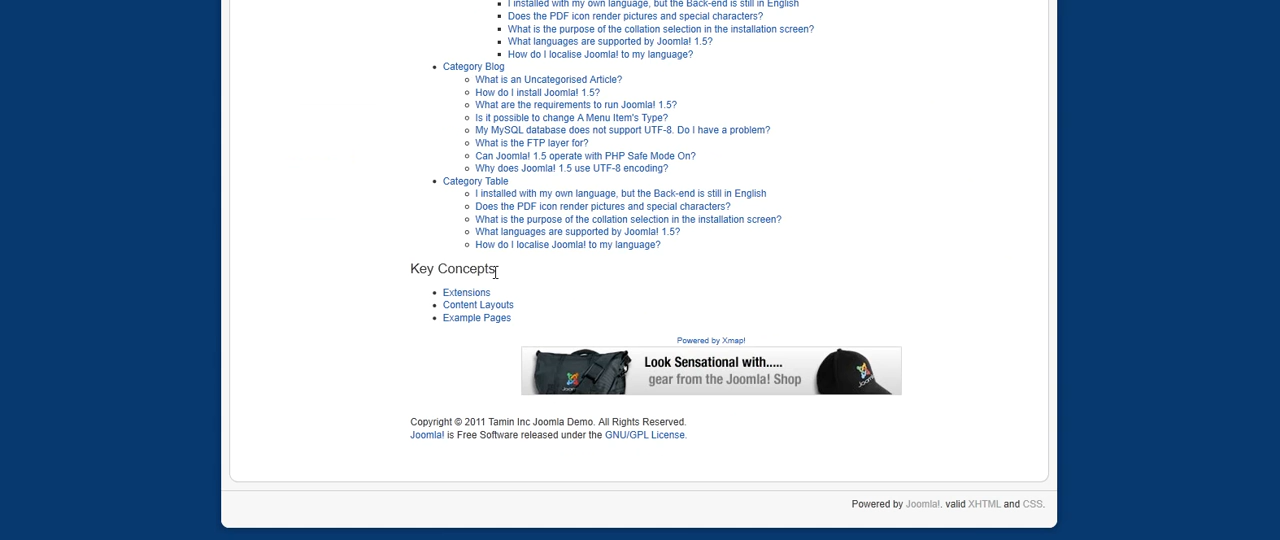 I installed with my own language, but the Back-end is still in English
Does the PDF icon render pictures and special characters?
What is the purpose of the collation selection in the installation screen?
What languages are supported by Joomla! 1.5?
How do I localise Joomla! to my language?
Category Blog
What is an Uncategorised Article?
How do I install Joomla! 1.5?
What are the requirements to run Joomla! 1.5?
Is it possible to change A Menu Item's Type?
My MySQL database does not support UTF-8. Do I have a problem?
What is the FTP layer for?
Can Joomla! 1.5 operate with PHP Safe Mode On?
Why does Joomla! 1.5 use UTF-8 encoding?
Category Table
I installed with my own language, but the Back-end is still in English
Does the PDF icon render pictures and special characters?
What is the purpose of the collation selection in the installation screen?
What languages are supported by Joomla! 1.5?
How do I localise Joomla! to my language?
Key Concepts
Extensions
Content Layouts
Example Pages
Powered by Xmap!
Look Sensational with.....
gear from the Joomla! Shop
Copyright © 2011 Tamin Inc Joomla Demo. All Rights Reserved.
Joomla! is Free Software released under the GNU/GPL License.
Powered by Joomla!. valid XHTML and CSS.